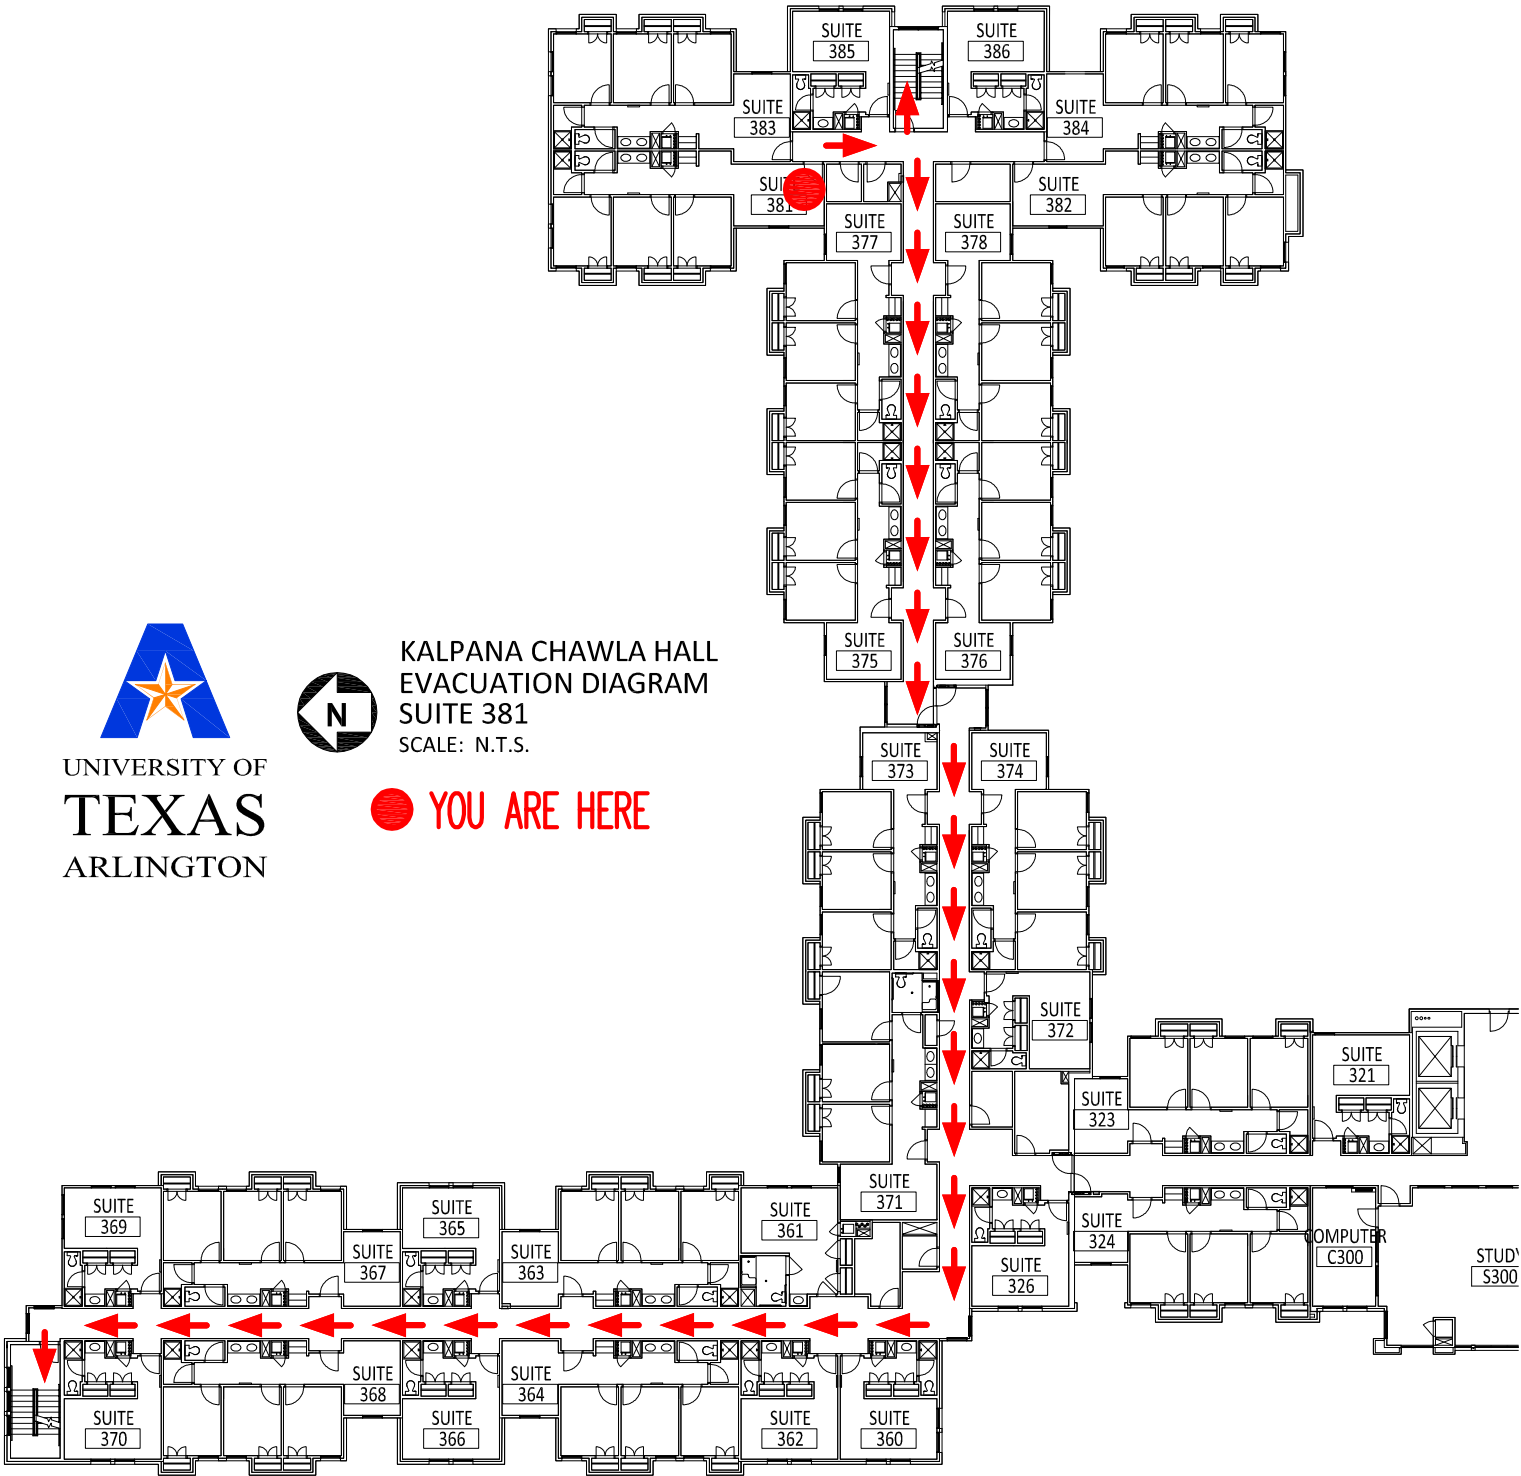 SUITE
385
SUITE
386
SUITE
383
SUITE
384
SUITE
381
SUITE
382
SUITE
377
SUITE
378
SUITE
375
SUITE
376
N
KALPANA CHAWLA HALL
EVACUATION DIAGRAM
SUITE 381
SCALE: N.T.S.
YOU ARE HERE
UNIVERSITY OF
TEXAS
ARLINGTON
SUITE
373
SUITE
374
SUITE
372
SUITE
321
SUITE
323
SUITE
371
SUITE
369
SUITE
365
SUITE
361
SUITE
367
SUITE
363
SUITE
324
SUITE
326
COMPUTER
C300
STUDY
S300
SUITE
368
SUITE
364
SUITE
370
SUITE
366
SUITE
362
SUITE
360